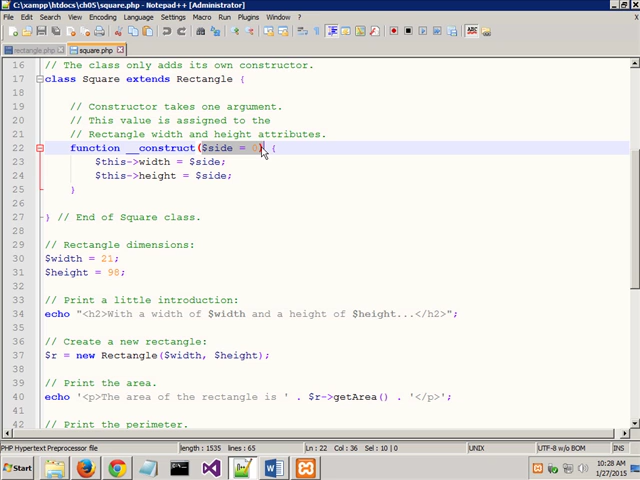 C:\xampp\htdocs\ch05\square.php - Notepad++ [Administrator]
File Edit Search View Encoding Language Settings Macro Run Plugins Window ?
rectangle.php square.php
16 // The class only adds its own constructor.
17 class Square extends Rectangle {
18
19 // Constructor takes one argument.
20 // This value is assigned to the
21 // Rectangle width and height attributes.
22 function __construct($side = 0) {
23 $this->width = $side;
24 $this->height = $side;
25 }
26
27 } // End of Square class.
28
29 // Rectangle dimensions:
30 $width = 21;
31 $height = 98;
32
33 // Print a little introduction:
34 echo "<h2>With a width of $width and a height of $height...</h2>";
35
36 // Create a new rectangle:
37 $r = new Rectangle($width, $height);
38
39 // Print the area.
40 echo '<p>The area of the rectangle is ' . $r->getArea() . '</p>';
41
42 // Print the perimeter.
PHP Hypertext Preprocessor file length : 1535 lines : 65 Ln : 22 Col : 36 Sel : 10 | 0 UNIX UTF-8 w/o BOM INS
Start
10:28 AM
1/27/2015